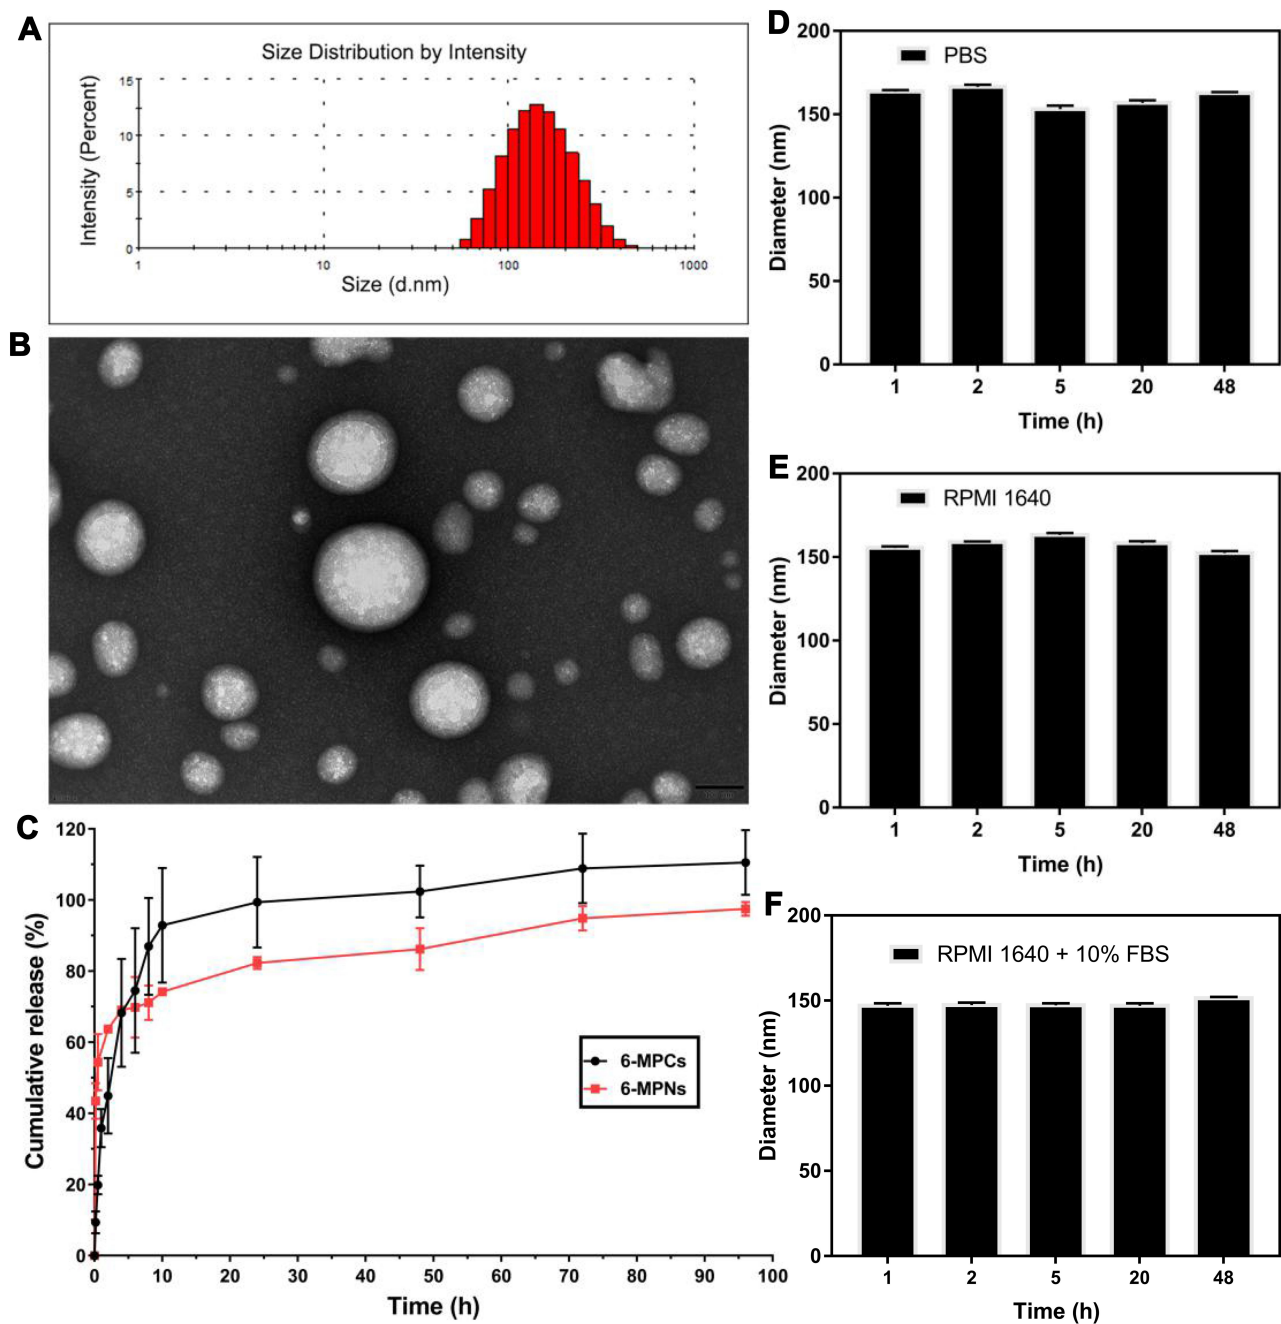 A
Size Distribution by Intensity
Intensity (Percent)
15
10
5
0
1
10
100
1000
Size (d.nm)
B
C
Cumulative release (%)
120
100
80
60
40
20
0
6-MPCs
6-MPNs
0
10
20
30
40
50
60
70
80
90
100
Time (h)
D
Diameter (nm)
200
150
100
50
0
PBS
1
2
5
20
48
Time (h)
E
Diameter (nm)
200
150
100
50
0
RPMI 1640
1
2
5
20
48
Time (h)
F
Diameter (nm)
200
150
100
50
0
RPMI 1640 + 10% FBS
1
2
5
20
48
Time (h)